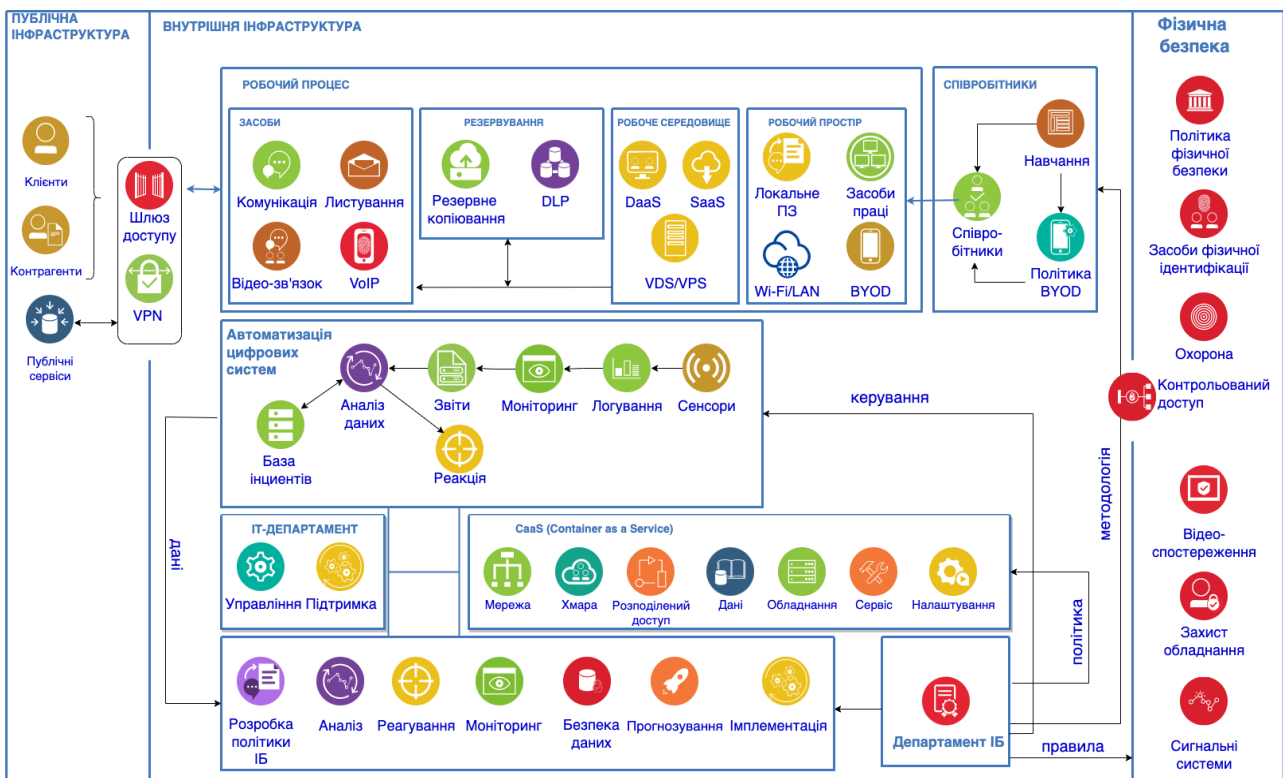 ПУБЛІЧНА
ІНФРАСТРУКТУРА
Клієнти
Контрагенти
Публічні
сервіси
Шлюз
доступу
VPN
ВНУТРІШНЯ ІНФРАСТРУКТУРА
РОБОЧИЙ ПРОЦЕС
ЗАСОБИ
Комунікація
Листування
Відео-зв'язок
VoIP
РЕЗЕРВУВАННЯ
Резервне
копіювання
DLP
РОБОЧЕ СЕРЕДОВИЩЕ
DaaS
SaaS
VDS/VPS
РОБОЧИЙ ПРОСТІР
Локальне
ПЗ
Засоби
праці
Wi-Fi/LAN
BYOD
СПІВРОБІТНИКИ
Навчання
Співро-
бітники
Політика
BYOD
Автоматизація
цифрових
систем
Аналіз
даних
Звіти
Моніторинг
Логування
Сенсори
База
інциентів
Реакція
керування
методологія
дані
ІТ-ДЕПАРТАМЕНТ
Управління
Підтримка
CaaS (Container as a Service)
Мережа
Хмара
Розподілений
доступ
Дані
Обладнання
Сервіс
Налаштування
політика
Розробка
політики
ІБ
Аналіз
Реагування
Моніторинг
Безпека
даних
Прогнозування
Імплементація
Департамент ІБ
правила
Фізична
безпека
Політика
фізичної
безпеки
Засоби фізичної
ідентифікації
Охорона
Контрольований
доступ
Відео-
спостереження
Захист
обладнання
Сигнальні
системи